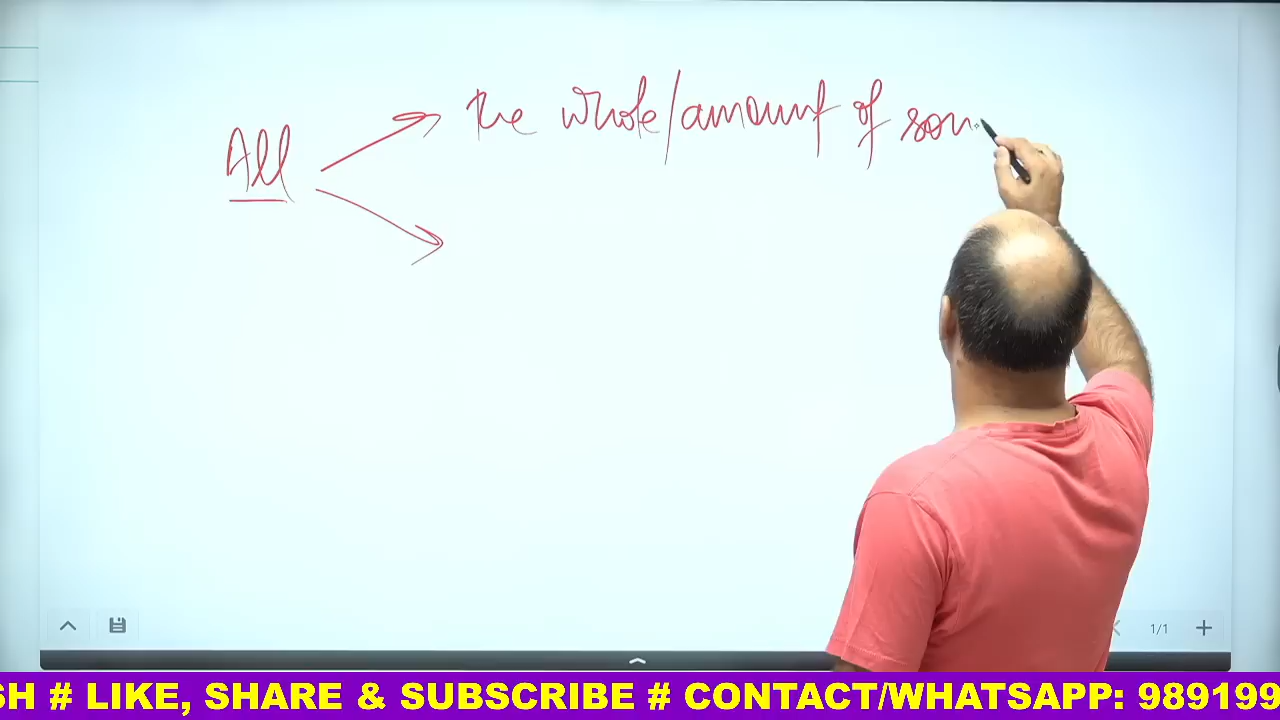 the whole/amount of som
All
1/1
SH # LIKE, SHARE & SUBSCRIBE # CONTACT/WHATSAPP: 989199